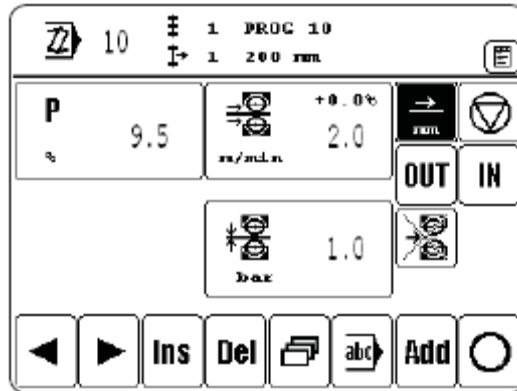 10
1 PROG 10
1 200 mm
P
%
9.5
+0.0%
m/min
2.0
mm
OUT
IN
bar
1.0
Ins
Del
abc
Add